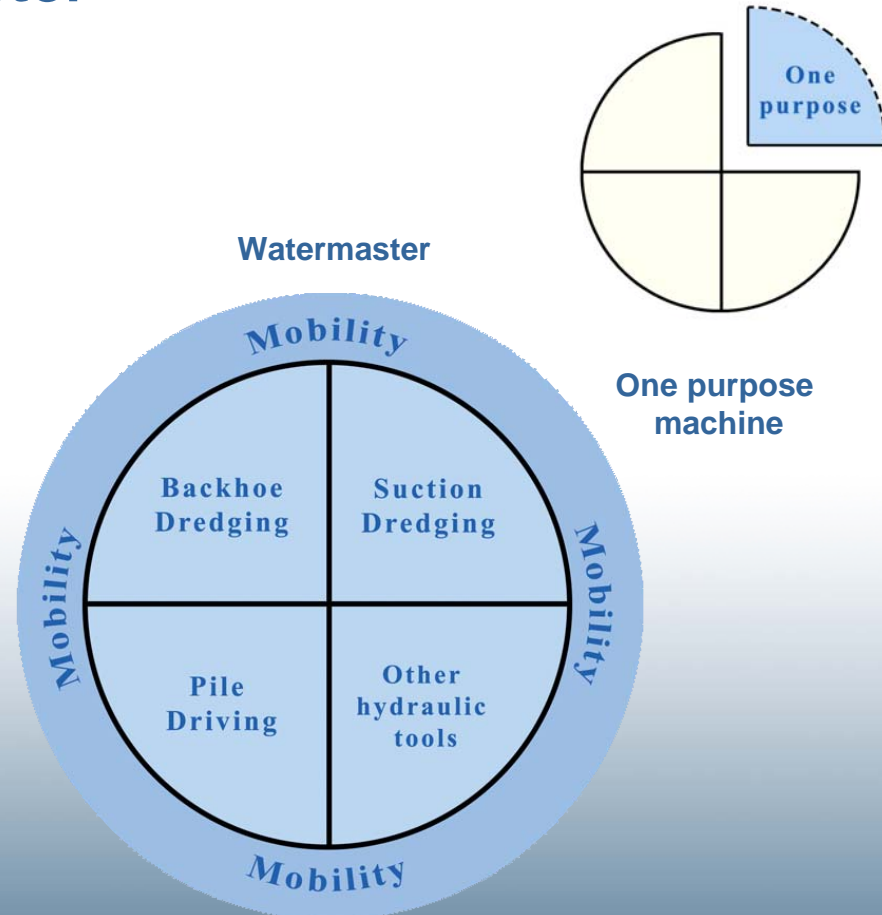 One
purpose
Watermaster
One purpose
machine
Mobility
Backhoe
Dredging
Suction
Dredging
Mobility
Mobility
Pile
Driving
Other
hydraulic
tools
Mobility